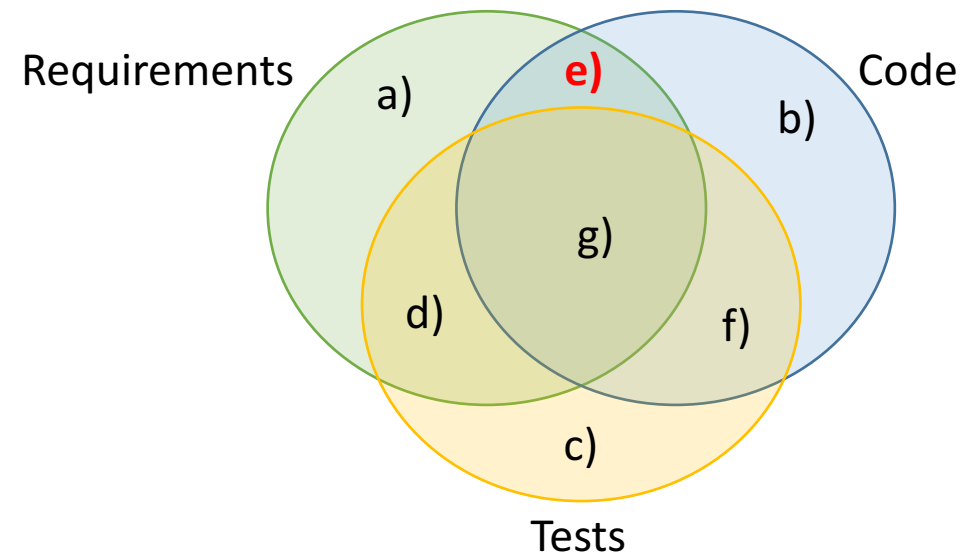 Requirements
a)
e)
Code
b)
g)
d)
f)
c)
Tests